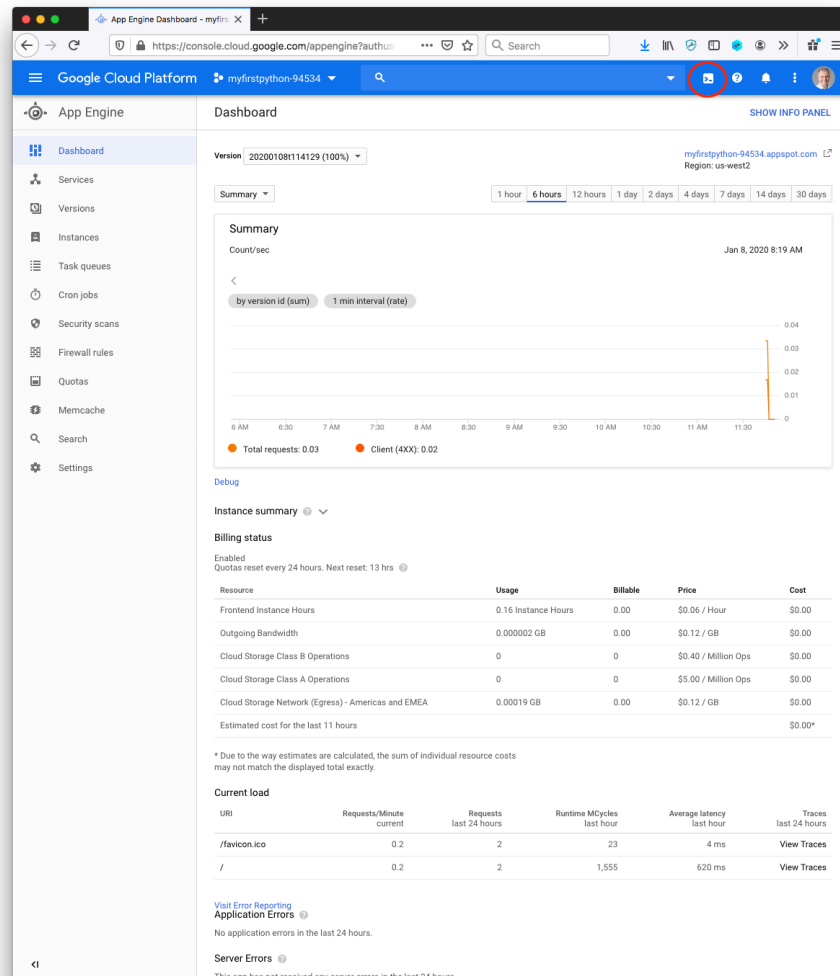 App Engine Dashboard - myfirs
https://console.cloud.google.com/appengine?authus
Search
Google Cloud Platform
myfirstpython-94534
App Engine
Dashboard
SHOW INFO PANEL
Dashboard
Services
Versions
Instances
Task queues
Cron jobs
Security scans
Firewall rules
Quotas
Memcache
Search
Settings
Version 20200108t114129 (100%)
myfirstpython-94534.appspot.com
Region: us-west2
Summary
1 hour 6 hours 12 hours 1 day 2 days 4 days 7 days 14 days 30 days
Summary
Count/sec
Jan 8, 2020 8:19 AM
by version id (sum) 1 min interval (rate)
0.04
0.03
0.02
0.01
0
6 AM 6:30 7 AM 7:30 8 AM 8:30 9 AM 9:30 10 AM 10:30 11 AM 11:30
Total requests: 0.03 Client (4XX): 0.02
Debug
Instance summary
Billing status
Enabled
Quotas reset every 24 hours. Next reset: 13 hrs
Resource Usage Billable Price Cost
Frontend Instance Hours 0.16 Instance Hours 0.00 $0.06 / Hour $0.00
Outgoing Bandwidth 0.000002 GB 0.00 $0.12 / GB $0.00
Cloud Storage Class B Operations 0 0 $0.40 / Million Ops $0.00
Cloud Storage Class A Operations 0 0 $5.00 / Million Ops $0.00
Cloud Storage Network (Egress) - Americas and EMEA 0.00019 GB 0.00 $0.12 / GB $0.00
Estimated cost for the last 11 hours $0.00*
* Due to the way estimates are calculated, the sum of individual resource costs
may not match the displayed total exactly.
Current load
URI Requests/Minute Requests Runtime MCycles Average latency Traces
current last 24 hours last hour last hour last 24 hours
/favicon.ico 0.2 2 23 4 ms View Traces
/ 0.2 2 1,555 620 ms View Traces
Visit Error Reporting
Application Errors
No application errors in the last 24 hours.
Server Errors
This app has not received any server errors in the last 24 hours.